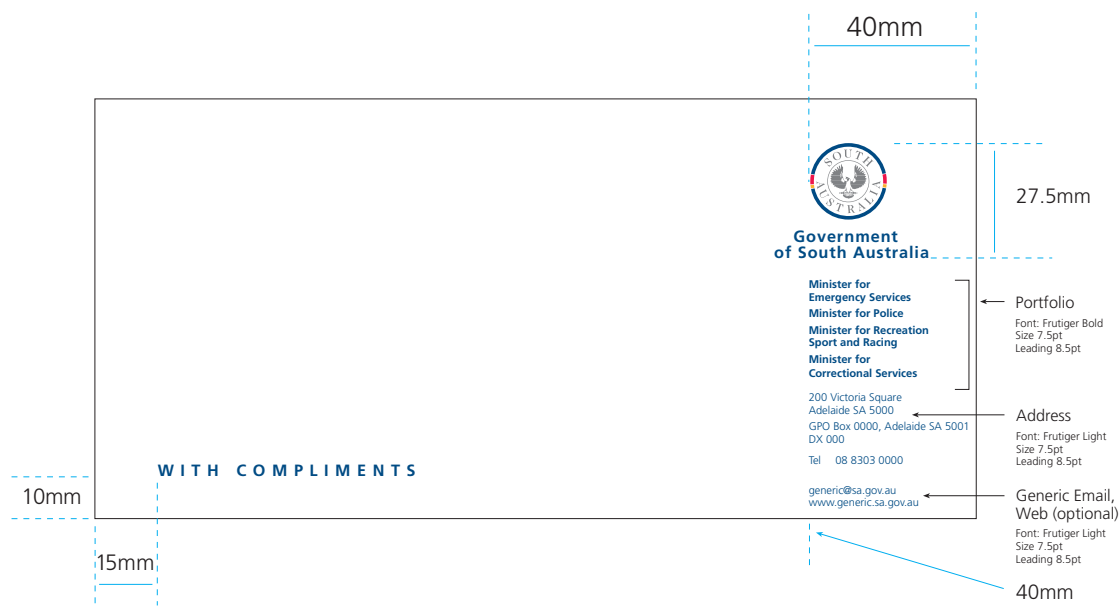 40mm
SOUTH
AUSTRALIA
Government
of South Australia
27.5mm
Minister for
Emergency Services
Minister for Police
Minister for Recreation
Sport and Racing
Minister for
Correctional Services
Portfolio
Font: Frutiger Bold
Size 7.5pt
Leading 8.5pt
200 Victoria Square
Adelaide SA 5000
GPO Box 0000, Adelaide SA 5001
DX 000
Tel 08 8303 0000
Address
Font: Frutiger Light
Size 7.5pt
Leading 8.5pt
WITH COMPLIMENTS
generic@sa.gov.au
www.generic.sa.gov.au
Generic Email,
Web (optional)
Font: Frutiger Light
Size 7.5pt
Leading 8.5pt
10mm
15mm
40mm